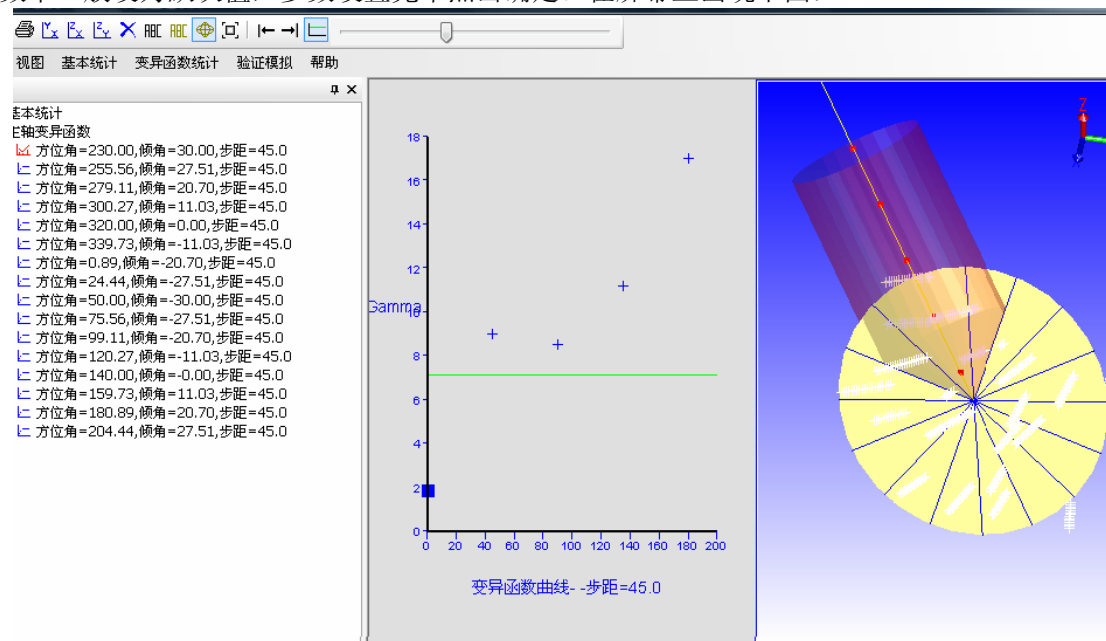 ABC ABC
视图 基本统计 变异函数统计 验证模拟 帮助
基本统计
主轴变异函数
方位角=230.00,倾角=30.00,步距=45.0
方位角=255.56,倾角=27.51,步距=45.0
方位角=279.11,倾角=20.70,步距=45.0
方位角=300.27,倾角=11.03,步距=45.0
方位角=320.00,倾角=0.00,步距=45.0
方位角=339.73,倾角=-11.03,步距=45.0
方位角=0.89,倾角=-20.70,步距=45.0
方位角=24.44,倾角=-27.51,步距=45.0
方位角=50.00,倾角=-30.00,步距=45.0
方位角=75.56,倾角=-27.51,步距=45.0
方位角=99.11,倾角=-20.70,步距=45.0
方位角=120.27,倾角=-11.03,步距=45.0
方位角=140.00,倾角=-0.00,步距=45.0
方位角=159.73,倾角=11.03,步距=45.0
方位角=180.89,倾角=20.70,步距=45.0
方位角=204.44,倾角=27.51,步距=45.0
18
16
14
12
Gamma
10
8
6
4
2
0
0 20 40 60 80 100 120 140 160 180 200
变异函数曲线--步距=45.0
Z